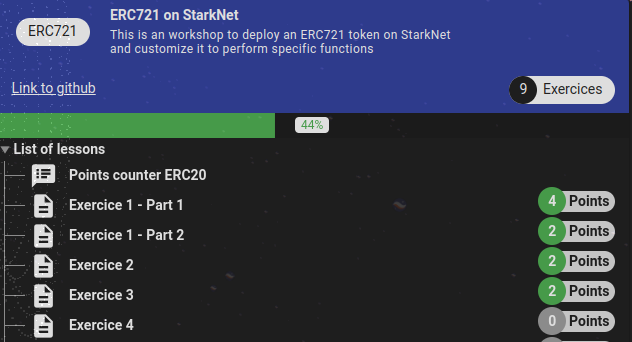 ERC721
ERC721 on StarkNet
This is an workshop to deploy an ERC721 token on StarkNet
and customize it to perform specific functions
Link to github
9 Exercices
44%
List of lessons
Points counter ERC20
Exercice 1 - Part 1
4 Points
Exercice 1 - Part 2
2 Points
Exercice 2
2 Points
Exercice 3
2 Points
Exercice 4
0 Points